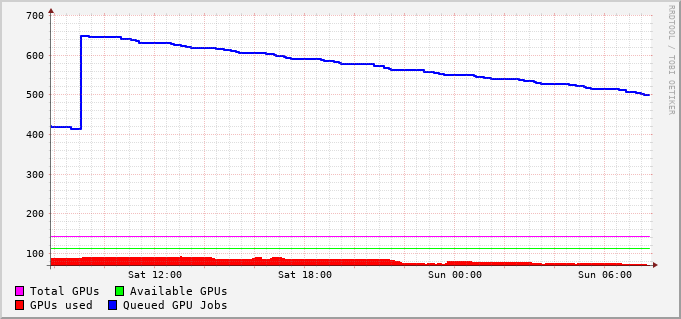 700
600
500
400
300
200
100
Sat 12:00 Sat 18:00 Sun 00:00 Sun 06:00
Total GPUs Available GPUs
GPUs used Queued GPU Jobs
RRDTOOL / TOBI OETIKER